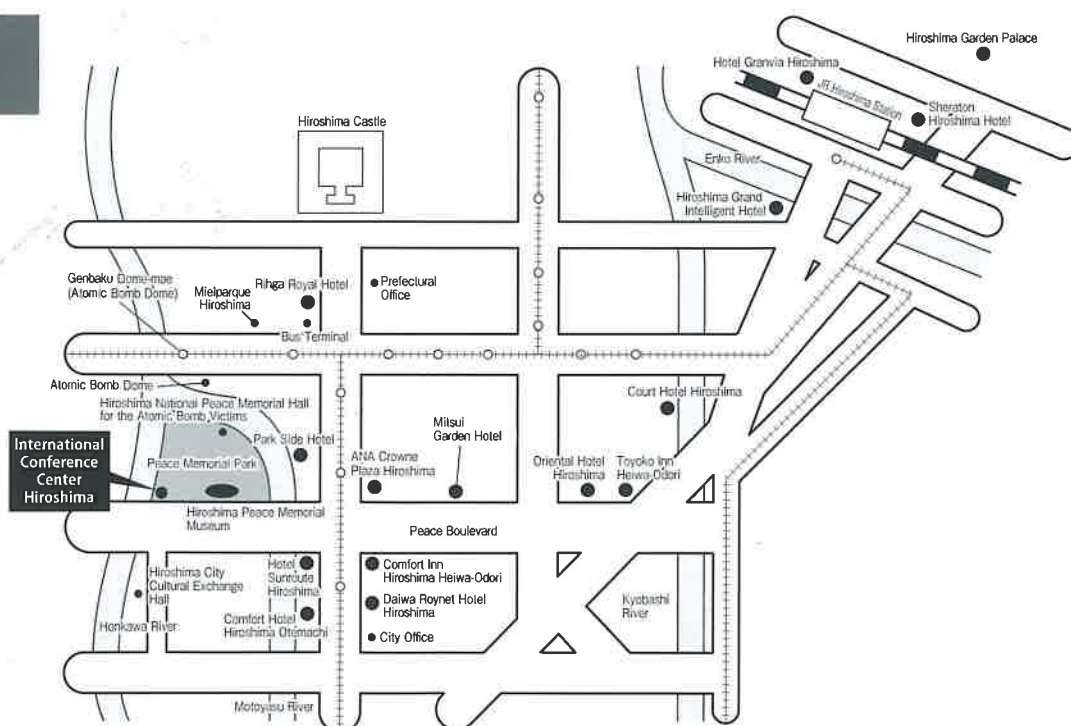 Hiroshima Garden Palace
Hotel Granvia Hiroshima
JR Hiroshima Station
Sheraton
Hiroshima Hotel
Hiroshima Castle
Enko River
Hiroshima Grand
Intelligent Hotel
Genbaku Dome-mae
(Atomic Bomb Dome)
Mielparque
Hiroshima
Rihga Royal Hotel
Prefectural
Office
Bus Terminal
Atomic Bomb Dome
Hiroshima National Peace Memorial Hall
for the Atomic Bomb Victims
Court Hotel Hiroshima
International
Conference
Center
Hiroshima
Park Side Hotel
Peace Memorial Park
ANA Crowne
Plaza Hiroshima
Mitsui
Garden Hotel
Oriental Hotel
Hiroshima
Toyoko Inn
Heiwa-Odori
Hiroshima Peace Memorial
Museum
Peace Boulevard
Hiroshima City
Cultural Exchange
Hall
Hotel
Sunroute
Hiroshima
Comfort Inn
Hiroshima Heiwa-Odori
Daiwa Roynet Hotel
Hiroshima
Kyobashi
River
Honkawa River
Comfort Hotel
Hiroshima Otemachi
City Office
Motoyasu River